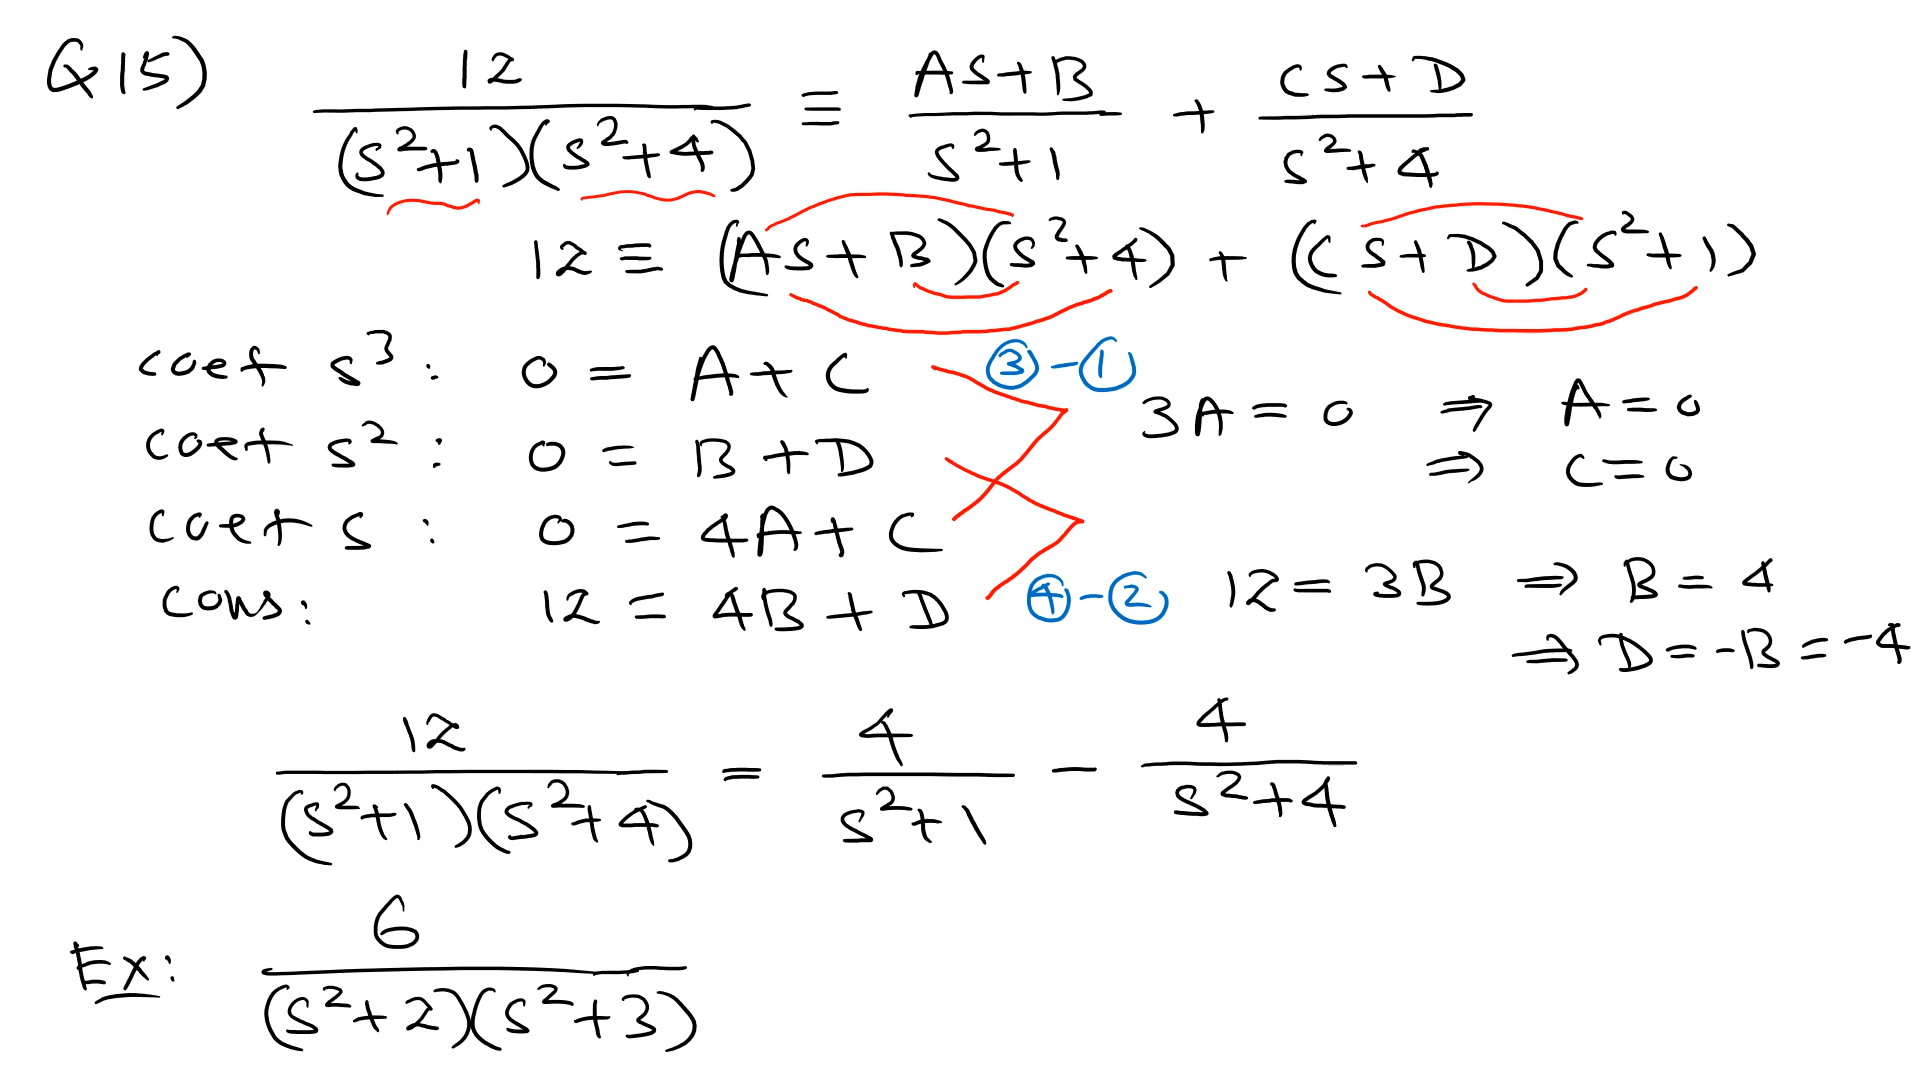 Q15) 12/((s²+1)(s²+4)) ≡ (As+B)/(s²+1) + (Cs+D)/(s²+4)
12 ≡ (As+B)(s²+4) + (Cs+D)(s²+1)
coef s³: 0 = A+C ③-① 3A=0 ⇒ A=0
coef s²: 0 = B+D ⇒ C=0
coef s: 0 = 4A+C
cons: 12 = 4B+D ④-② 12=3B ⇒ B=4
⇒ D=-B=-4
12/((s²+1)(s²+4)) = 4/(s²+1) - 4/(s²+4)
Ex: 6/((s²+2)(s²+3))